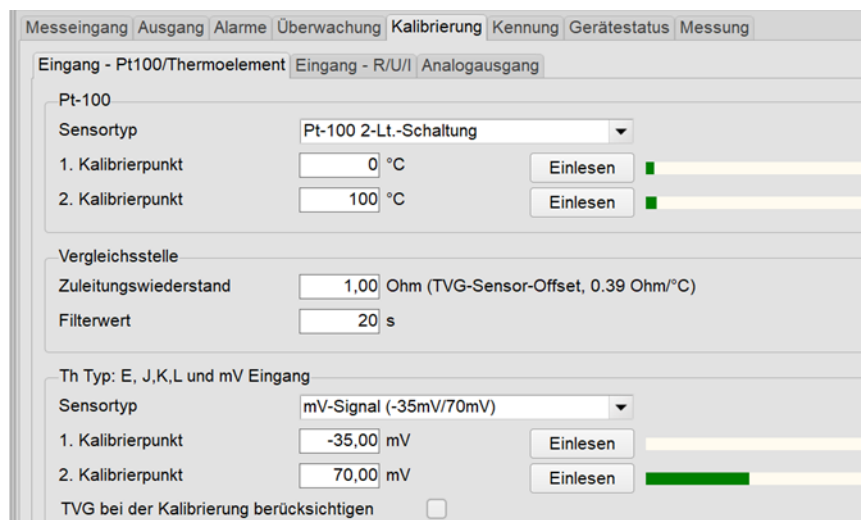 Messeingang Ausgang Alarme Überwachung Kalibrierung Kennung Gerätestatus Messung
Eingang - Pt100/Thermoelement Eingang - R/U/I Analogausgang
Pt-100
Sensortyp Pt-100 2-Lt.-Schaltung
1. Kalibrierpunkt 0 °C Einlesen
2. Kalibrierpunkt 100 °C Einlesen
Vergleichsstelle
Zuleitungswiederstand 1,00 Ohm (TVG-Sensor-Offset, 0.39 Ohm/°C)
Filterwert 20 s
Th Typ: E, J,K,L und mV Eingang
Sensortyp mV-Signal (-35mV/70mV)
1. Kalibrierpunkt -35,00 mV Einlesen
2. Kalibrierpunkt 70,00 mV Einlesen
TVG bei der Kalibrierung berücksichtigen